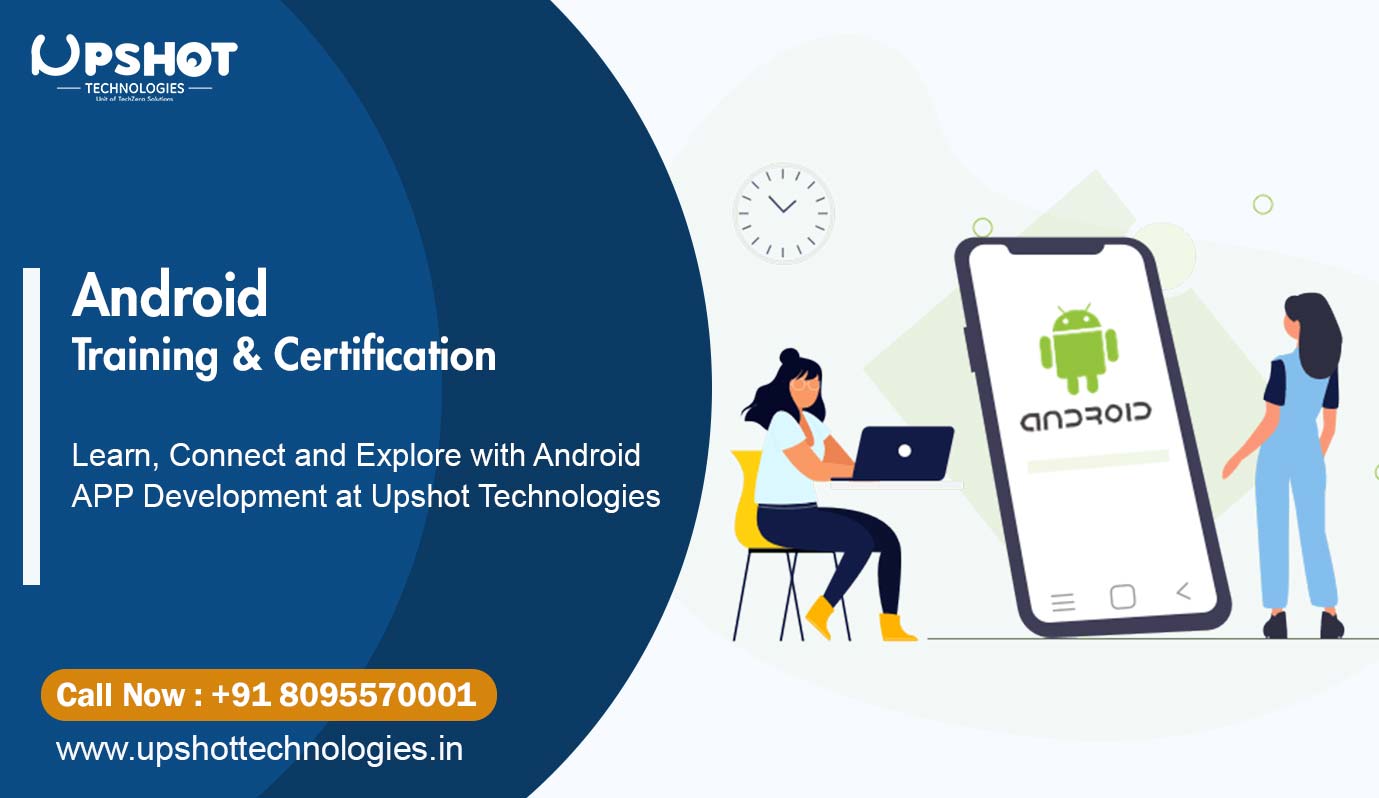 UPSHOT
TECHNOLOGIES
Unit of TechZero Solutions
Android
Training & Certification
Learn, Connect and Explore with Android
APP Development at Upshot Technologies
Call Now : +91 8095570001
www.upshottechnologies.in
ANDROID